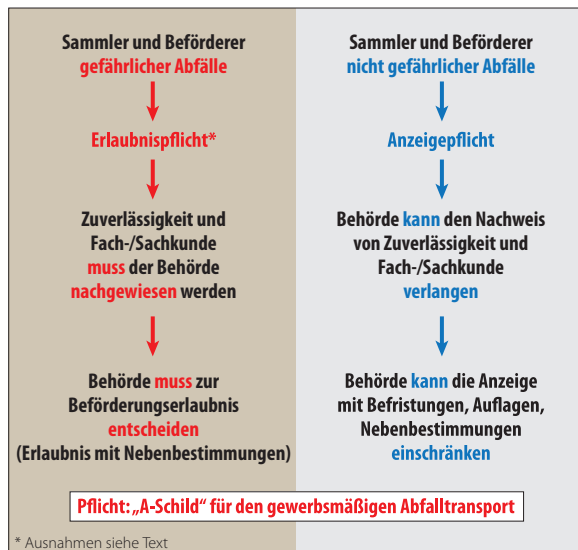 Sammler und Beförderer
gefährlicher Abfälle
Erlaubnispflicht*
Zuverlässigkeit und
Fach-/Sachkunde
muss der Behörde
nachgewiesen werden
Behörde muss zur
Beförderungserlaubnis
entscheiden
(Erlaubnis mit Nebenbestimmungen)
Sammler und Beförderer
nicht gefährlicher Abfälle
Anzeigepflicht
Behörde kann den Nachweis
von Zuverlässigkeit und
Fach-/Sachkunde
verlangen
Behörde kann die Anzeige
mit Befristungen, Auflagen,
Nebenbestimmungen
einschränken
Pflicht: „A-Schild“ für den gewerbsmäßigen Abfalltransport
* Ausnahmen siehe Text